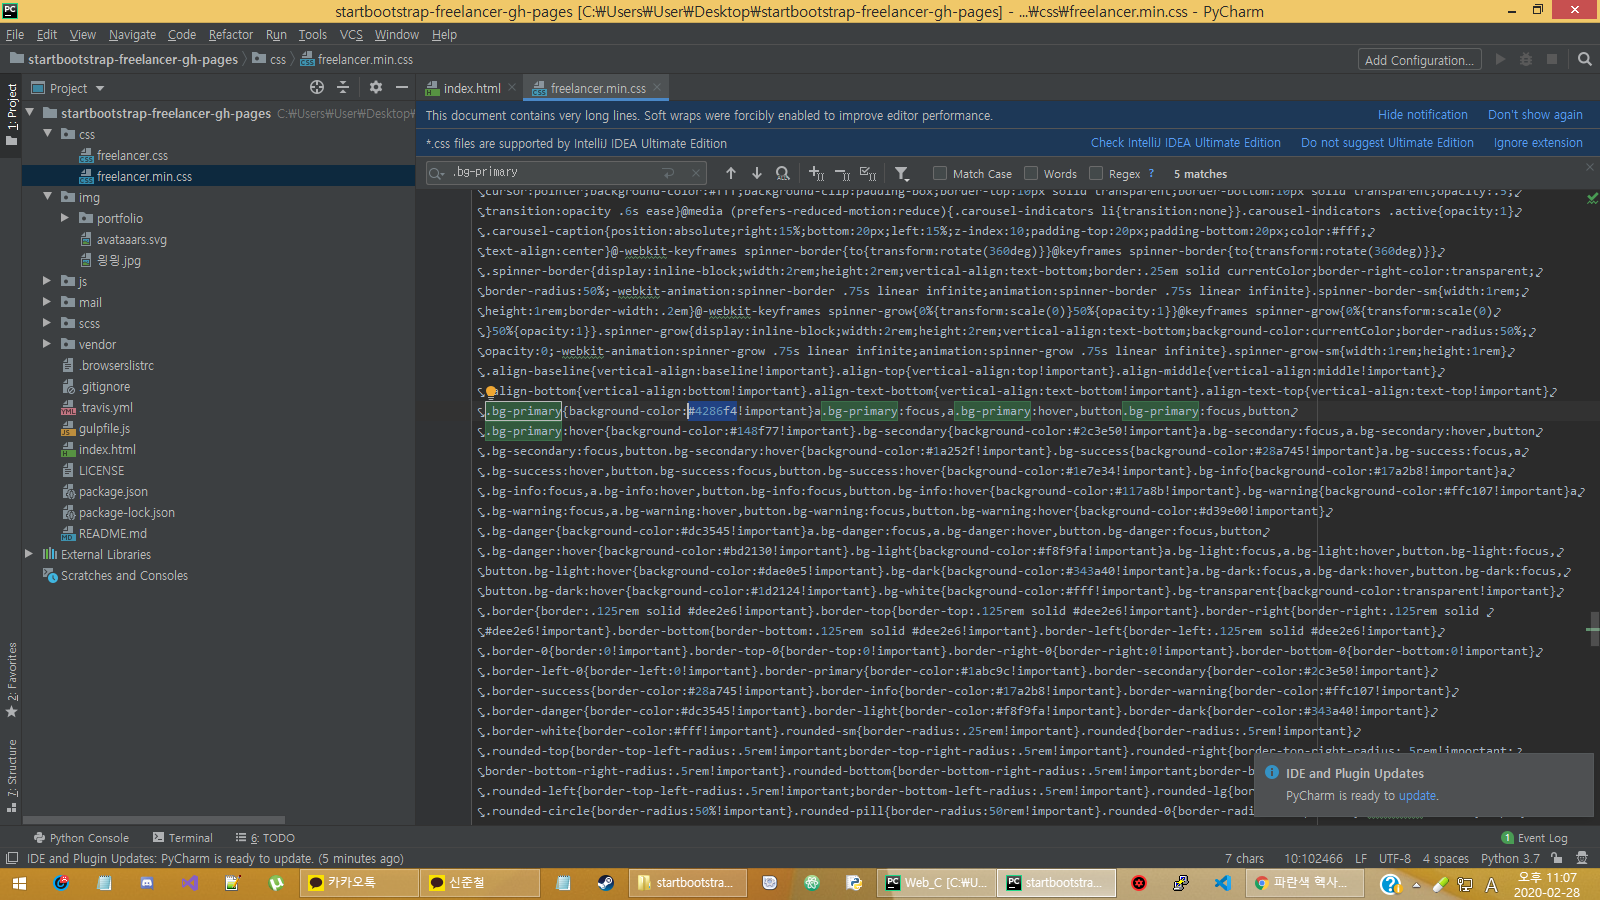 startbootstrap-freelancer-gh-pages [C:₩Users₩User₩Desktop₩startbootstrap-freelancer-gh-pages] - ...₩css₩freelancer.min.css - PyCharm
File Edit View Navigate Code Refactor Run Tools VCS Window Help
startbootstrap-freelancer-gh-pages css freelancer.min.css Add Configuration...
1: Project
Project
startbootstrap-freelancer-gh-pages C:₩Users₩User₩Desktop₩
css
freelancer.css
freelancer.min.css
img
portfolio
avataaars.svg
윙윙.jpg
js
mail
scss
vendor
.browserslistrc
.gitignore
.travis.yml
gulpfile.js
index.html
LICENSE
package.json
package-lock.json
README.md
External Libraries
Scratches and Consoles
2: Favorites
7: Structure
index.html freelancer.min.css
This document contains very long lines. Soft wraps were forcibly enabled to improve editor performance. Hide notification Don't show again
*.css files are supported by IntelliJ IDEA Ultimate Edition Check IntelliJ IDEA Ultimate Edition Do not suggest Ultimate Edition Ignore extension
.bg-primary Match Case Words Regex ? 5 matches
cursor:pointer;background-color:#fff;background-clip:padding-box;border-top:10px solid transparent;border-bottom:10px solid transparent;opacity:.5;
transition:opacity .6s ease}@media (prefers-reduced-motion:reduce){.carousel-indicators li{transition:none}}.carousel-indicators .active{opacity:1}
.carousel-caption{position:absolute;right:15%;bottom:20px;left:15%;z-index:10;padding-top:20px;padding-bottom:20px;color:#fff;
text-align:center}@-webkit-keyframes spinner-border{to{transform:rotate(360deg)}}@keyframes spinner-border{to{transform:rotate(360deg)}}
.spinner-border{display:inline-block;width:2rem;height:2rem;vertical-align:text-bottom;border:.25em solid currentColor;border-right-color:transparent;
border-radius:50%;-webkit-animation:spinner-border .75s linear infinite;animation:spinner-border .75s linear infinite}.spinner-border-sm{width:1rem;
height:1rem;border-width:.2em}@-webkit-keyframes spinner-grow{0%{transform:scale(0)}50%{opacity:1}}@keyframes spinner-grow{0%{transform:scale(0)
}50%{opacity:1}}.spinner-grow{display:inline-block;width:2rem;height:2rem;vertical-align:text-bottom;background-color:currentColor;border-radius:50%;
opacity:0;-webkit-animation:spinner-grow .75s linear infinite;animation:spinner-grow .75s linear infinite}.spinner-grow-sm{width:1rem;height:1rem}
.align-baseline{vertical-align:baseline!important}.align-top{vertical-align:top!important}.align-middle{vertical-align:middle!important}
align-bottom{vertical-align:bottom!important}.align-text-bottom{vertical-align:text-bottom!important}.align-text-top{vertical-align:text-top!important}
.bg-primary{background-color:#4286f4!important}a.bg-primary:focus,a.bg-primary:hover,button.bg-primary:focus,button
.bg-primary:hover{background-color:#148f77!important}.bg-secondary{background-color:#2c3e50!important}a.bg-secondary:focus,a.bg-secondary:hover,button
.bg-secondary:focus,button.bg-secondary:hover{background-color:#1a252f!important}.bg-success{background-color:#28a745!important}a.bg-success:focus,a
.bg-success:hover,button.bg-success:focus,button.bg-success:hover{background-color:#1e7e34!important}.bg-info{background-color:#17a2b8!important}a
.bg-info:focus,a.bg-info:hover,button.bg-info:focus,button.bg-info:hover{background-color:#117a8b!important}.bg-warning{background-color:#ffc107!important}a
.bg-warning:focus,a.bg-warning:hover,button.bg-warning:focus,button.bg-warning:hover{background-color:#d39e00!important}
.bg-danger{background-color:#dc3545!important}a.bg-danger:focus,a.bg-danger:hover,button.bg-danger:focus,button
.bg-danger:hover{background-color:#bd2130!important}.bg-light{background-color:#f8f9fa!important}a.bg-light:focus,a.bg-light:hover,button.bg-light:focus,
button.bg-light:hover{background-color:#dae0e5!important}.bg-dark{background-color:#343a40!important}a.bg-dark:focus,a.bg-dark:hover,button.bg-dark:focus,
button.bg-dark:hover{background-color:#1d2124!important}.bg-white{background-color:#fff!important}.bg-transparent{background-color:transparent!important}
.border{border:.125rem solid #dee2e6!important}.border-top{border-top:.125rem solid #dee2e6!important}.border-right{border-right:.125rem solid
#dee2e6!important}.border-bottom{border-bottom:.125rem solid #dee2e6!important}.border-left{border-left:.125rem solid #dee2e6!important}
.border-0{border:0!important}.border-top-0{border-top:0!important}.border-right-0{border-right:0!important}.border-bottom-0{border-bottom:0!important}
.border-left-0{border-left:0!important}.border-primary{border-color:#1abc9c!important}.border-secondary{border-color:#2c3e50!important}
.border-success{border-color:#28a745!important}.border-info{border-color:#17a2b8!important}.border-warning{border-color:#ffc107!important}
.border-danger{border-color:#dc3545!important}.border-light{border-color:#f8f9fa!important}.border-dark{border-color:#343a40!important}
.border-white{border-color:#fff!important}.rounded-sm{border-radius:.25rem!important}.rounded{border-radius:.5rem!important}
.rounded-top{border-top-left-radius:.5rem!important;border-top-right-radius:.5rem!important}.rounded-right{border-top-right-radius:.5rem!important;
border-bottom-right-radius:.5rem!important}.rounded-bottom{border-bottom-right-radius:.5rem!important;border-b
.rounded-left{border-top-left-radius:.5rem!important;border-bottom-left-radius:.5rem!important}.rounded-lg{bor
.rounded-circle{border-radius:50%!important}.rounded-pill{border-radius:50rem!important}.rounded-0{border-radi
IDE and Plugin Updates
PyCharm is ready to update.
Python Console Terminal 6: TODO 1 Event Log
IDE and Plugin Updates: PyCharm is ready to update. (5 minutes ago) 7 chars 10:102466 LF UTF-8 4 spaces Python 3.7
카카오톡 신준철 startbootstra... Web_C [C:₩U... startbootstra... 파란색 헥사... A 오후 11:07
2020-02-28